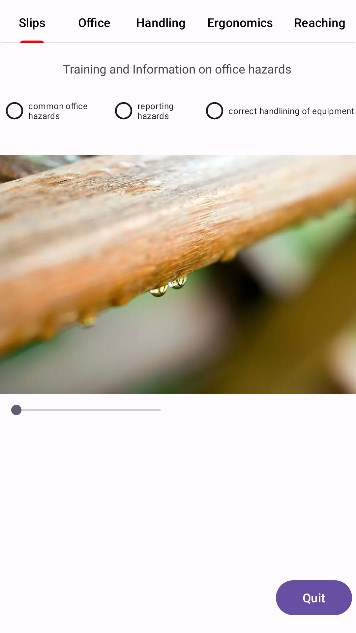 Slips Office Handling Ergonomics Reaching
Training and Information on office hazards
common office
hazards
reporting
hazards
correct handlining of equipment
Quit